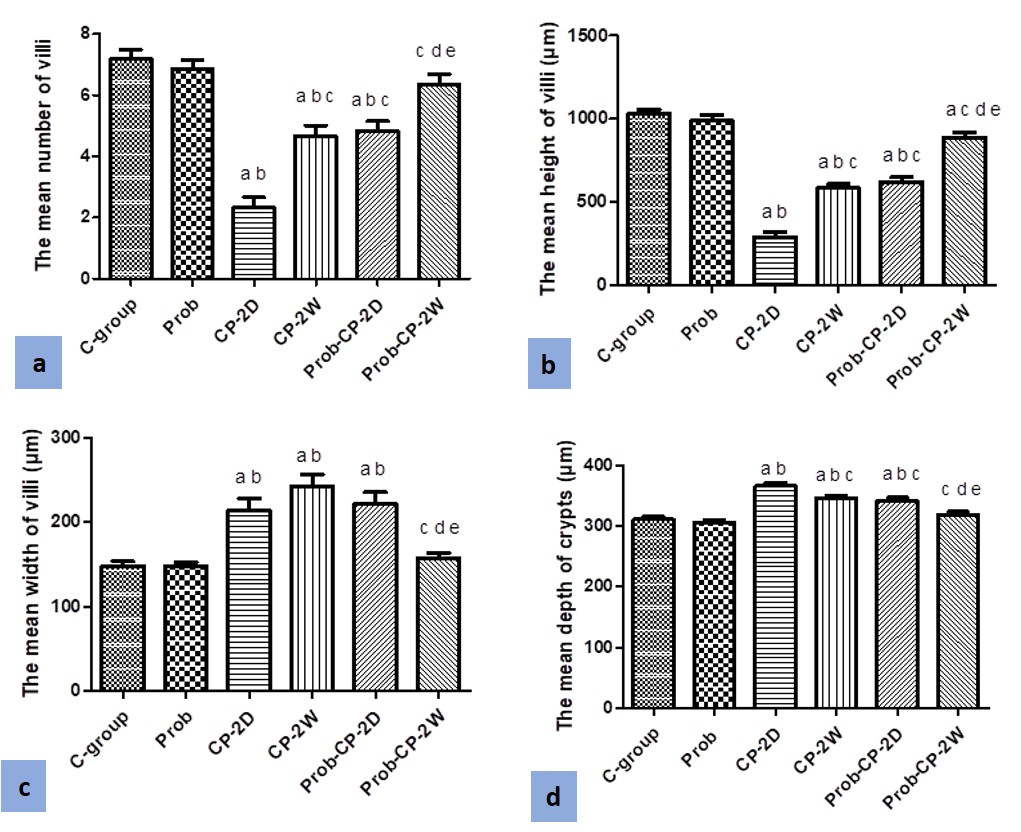 The mean number of villi
8
6
4
2
0
a b
a b c
a b c
c d e
C-group
Prob
CP-2D
CP-2W
Prob-CP-2D
Prob-CP-2W
a
The mean height of villi (µm)
1500
1000
500
0
a b
a b c
a b c
a c d e
C-group
Prob
CP-2D
CP-2W
Prob-CP-2D
Prob-CP-2W
b
The mean width of villi (µm)
300
200
100
0
a b
a b
a b
c d e
C-group
Prob
CP-2D
CP-2W
Prob-CP-2D
Prob-CP-2W
c
The mean depth of crypts (µm)
400
300
200
100
0
a b
a b c
a b c
c d e
C-group
Prob
CP-2D
CP-2W
Prob-CP-2D
Prob-CP-2W
d